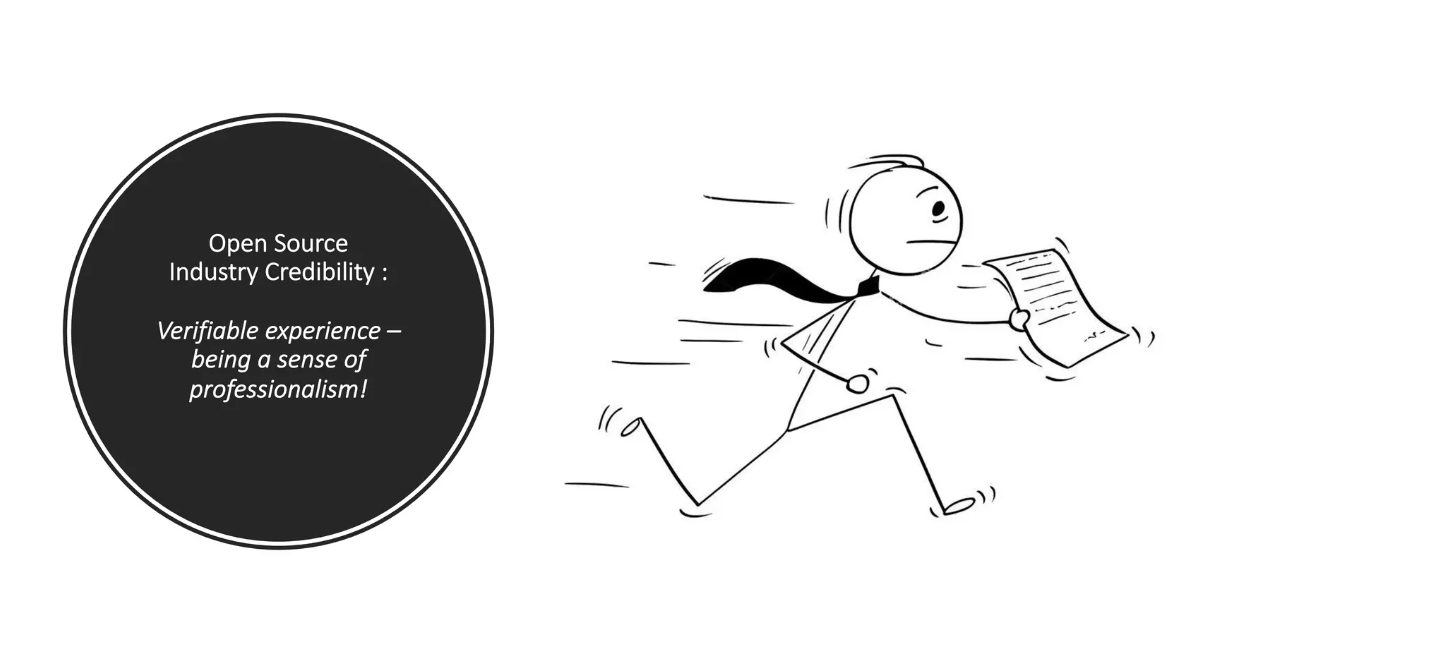 Open Source
Industry Credibility :
Verifiable experience –
being a sense of
professionalism!